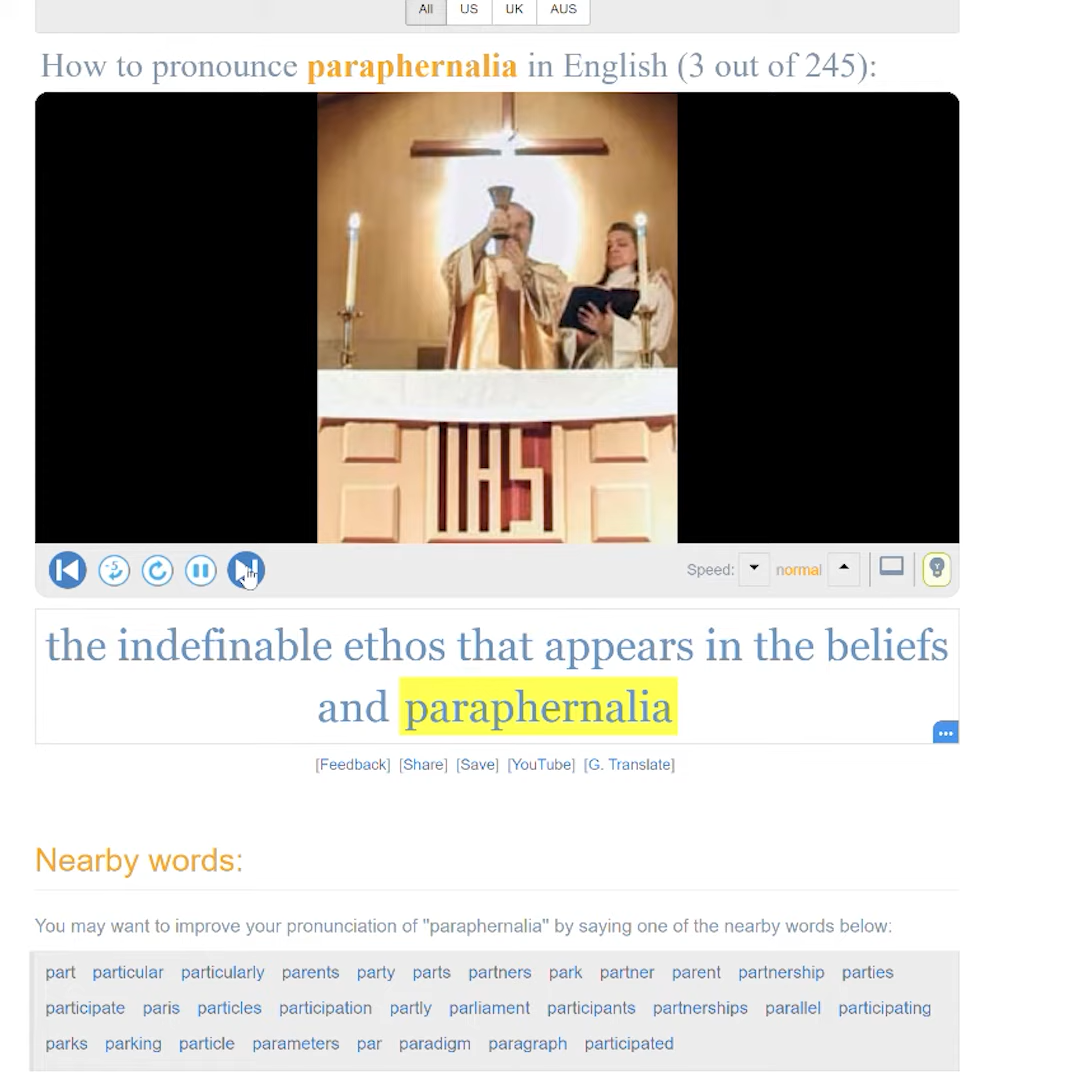 All US UK AUS
How to pronounce paraphernalia in English (3 out of 245):
IHS
-5
Speed: normal
the indefinable ethos that appears in the beliefs
and paraphernalia
[Feedback] [Share] [Save] [YouTube] [G. Translate]
Nearby words:
You may want to improve your pronunciation of "paraphernalia" by saying one of the nearby words below:
part particular particularly parents party parts partners park partner parent partnership parties
participate paris particles participation partly parliament participants partnerships parallel participating
parks parking particle parameters par paradigm paragraph participated